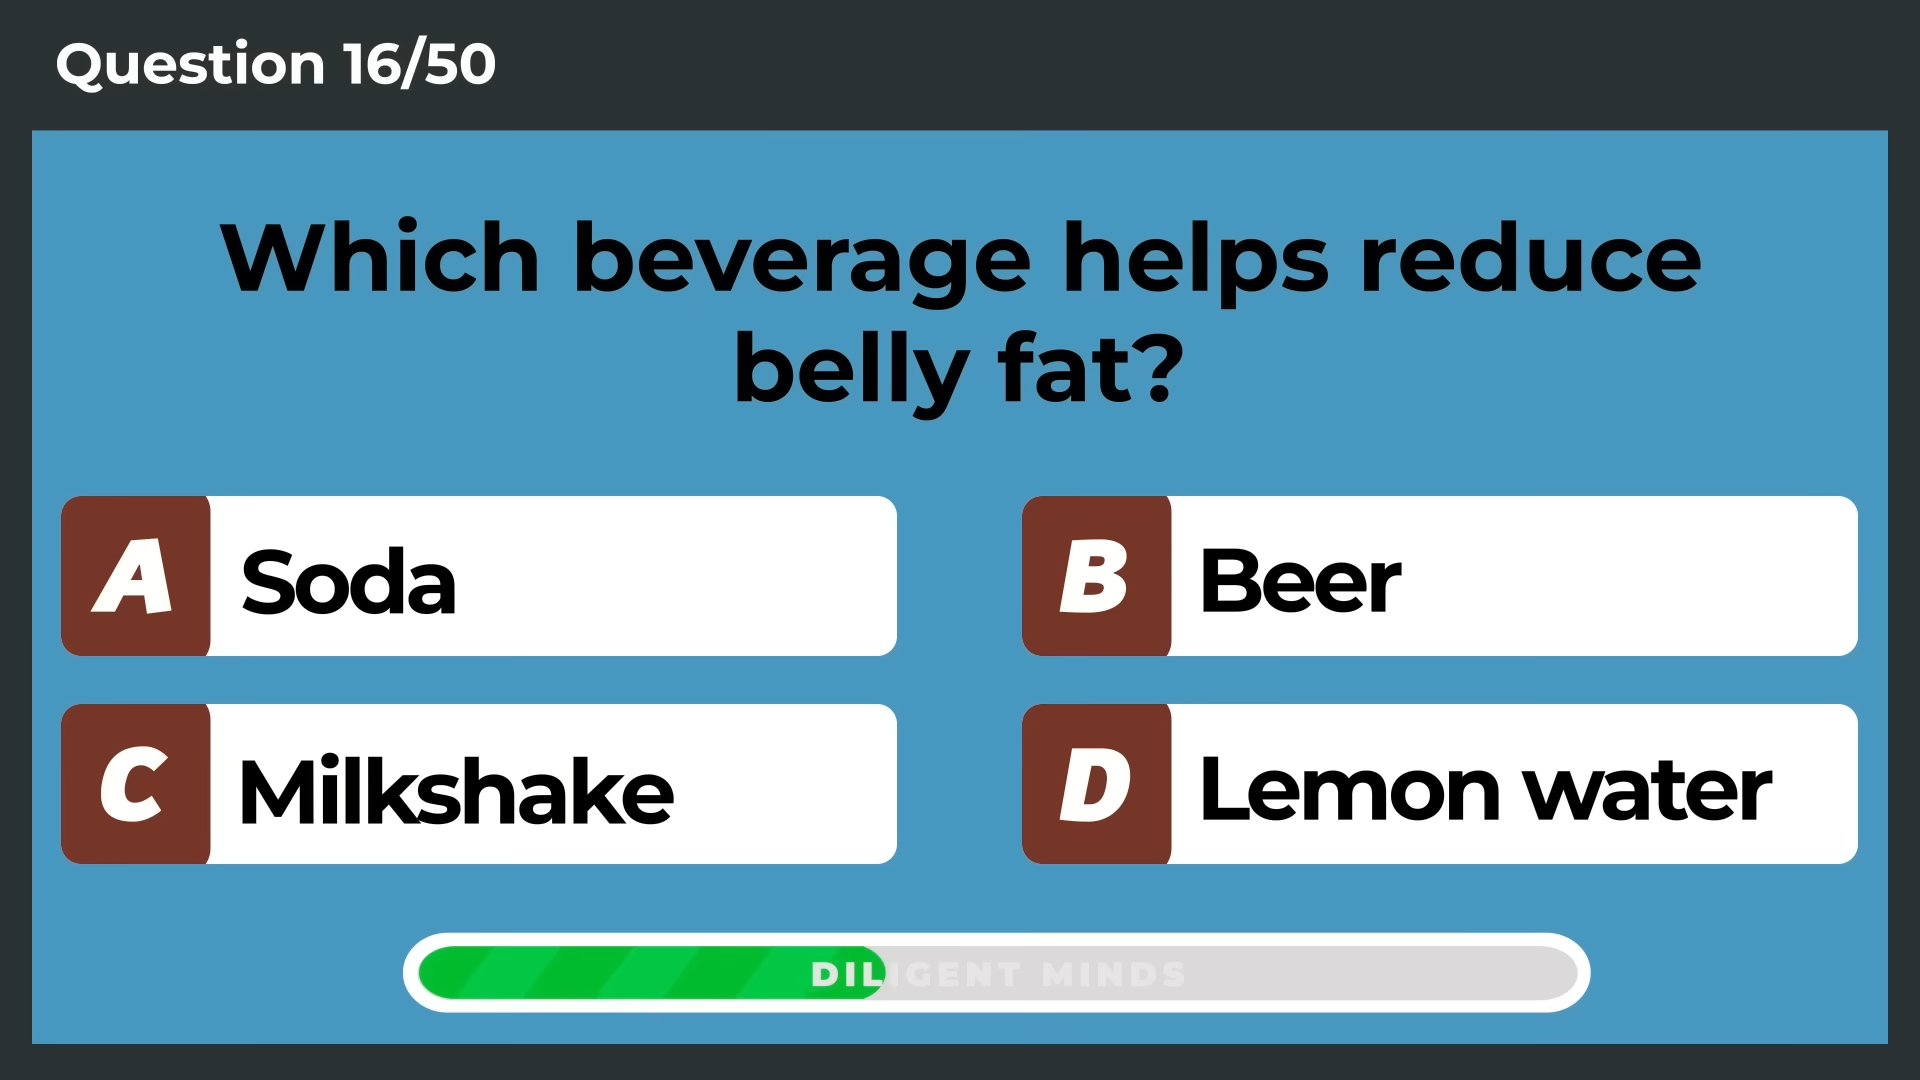 Question 16/50
Which beverage helps reduce
belly fat?
A Soda
B Beer
C Milkshake
D Lemon water
DILIGENT MINDS